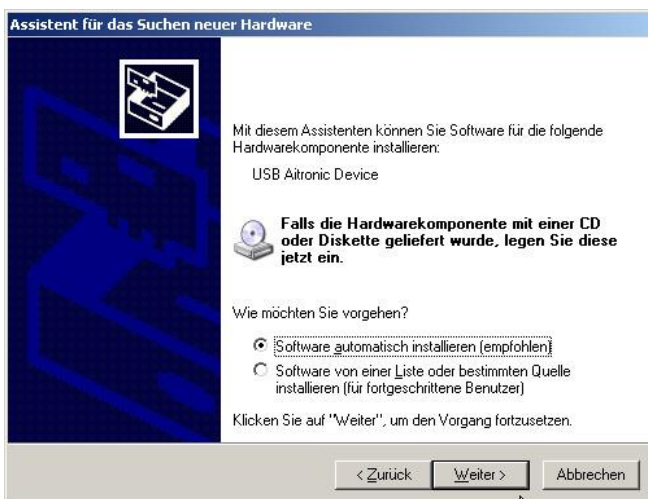 Assistent für das Suchen neuer Hardware
Mit diesem Assistenten können Sie Software für die folgende
Hardwarekomponente installieren:
USB Aitronic Device
Falls die Hardwarekomponente mit einer CD
oder Diskette geliefert wurde, legen Sie diese
jetzt ein.
Wie möchten Sie vorgehen?
Software automatisch installieren (empfohlen)
Software von einer Liste oder bestimmten Quelle
installieren (für fortgeschrittene Benutzer)
Klicken Sie auf "Weiter", um den Vorgang fortzusetzen.
< Zurück Weiter > Abbrechen